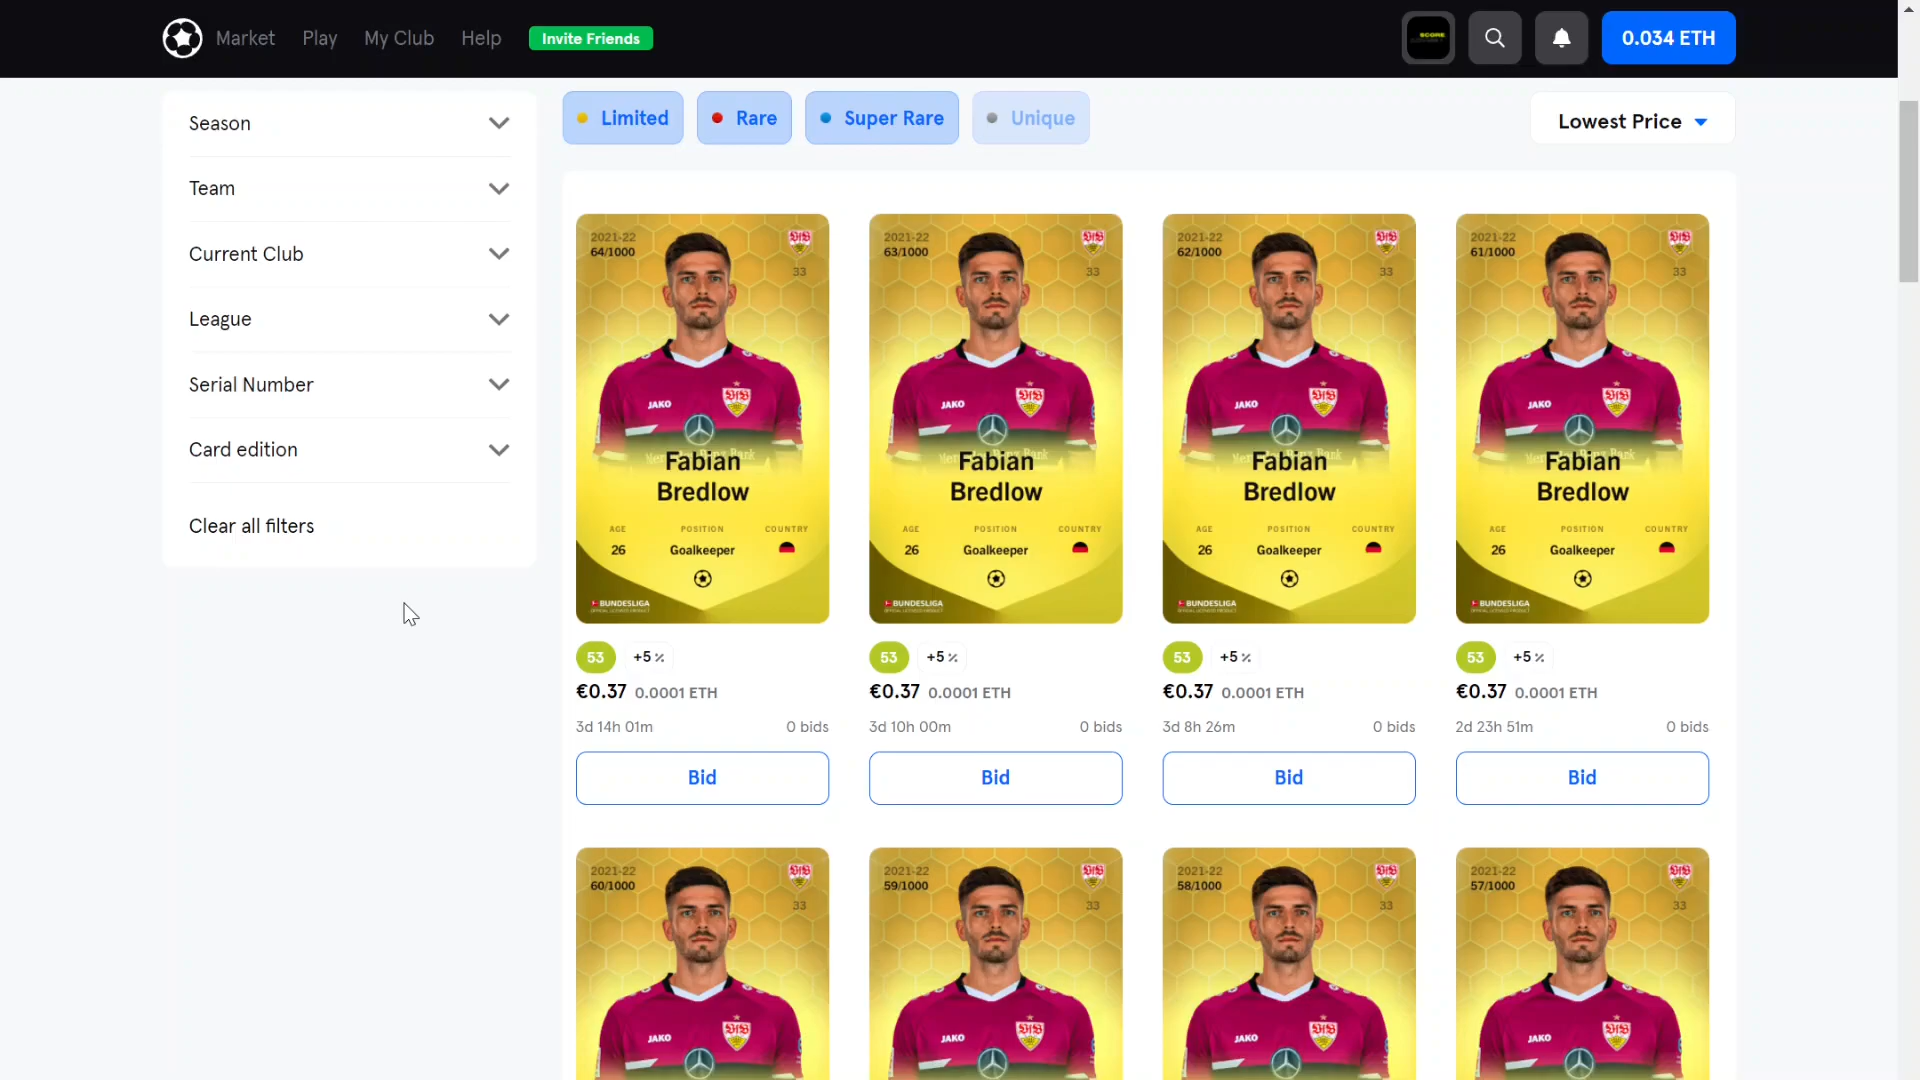 Market Play My Club Help Invite Friends SCORE 0.034 ETH
Season
Team
Current Club
League
Serial Number
Card edition
Clear all filters
Limited Rare Super Rare Unique Lowest Price
2021-22 2021-22 2021-22 2021-22
64/1000 63/1000 62/1000 61/1000
33 33 33 33
JAKO JAKO JAKO JAKO
Fabian Fabian Fabian Fabian
Bredlow Bredlow Bredlow Bredlow
AGE POSITION COUNTRY AGE POSITION COUNTRY AGE POSITION COUNTRY AGE POSITION COUNTRY
26 Goalkeeper 26 Goalkeeper 26 Goalkeeper 26 Goalkeeper
BUNDESLIGA BUNDESLIGA BUNDESLIGA BUNDESLIGA
53 +5% 53 +5% 53 +5% 53 +5%
€0.37 0.0001 ETH €0.37 0.0001 ETH €0.37 0.0001 ETH €0.37 0.0001 ETH
3d 14h 01m 0 bids 3d 10h 00m 0 bids 3d 8h 26m 0 bids 2d 23h 51m 0 bids
Bid Bid Bid Bid
2021-22 2021-22 2021-22 2021-22
60/1000 59/1000 58/1000 57/1000
33 33 33 33
JAKO JAKO JAKO JAKO